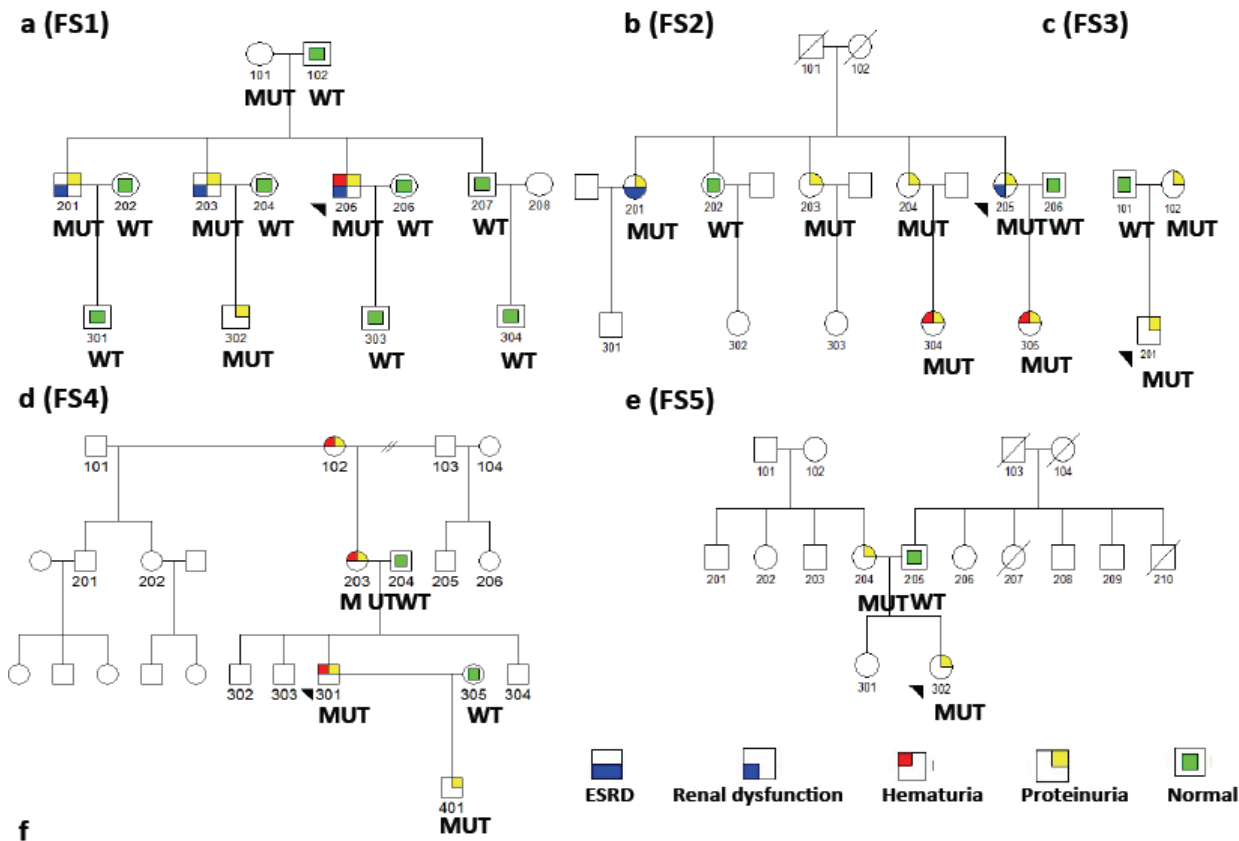 a (FS1) b (FS2) c (FS3)
101 102
MUT WT
101 102
201 202 203 204 205 206 207 208
MUT WT MUT WT MUT WT WT
201 202 203 204 205 206
MUT WT MUT MUT MUT WT
101 102
WT MUT
301 302 303 304
WT MUT WT WT
301 302 303 304 305
MUT MUT
201
MUT
d (FS4) e (FS5)
101 102 103 104
201 202 203 204 205 206
M UTWT
302 303 301 305 304
MUT WT
401
MUT
101 102 103 104
201 202 203 204 205 206 207 208 209 210
MUT WT
301 302
MUT
ESRD Renal dysfunction Hematuria Proteinuria Normal
f